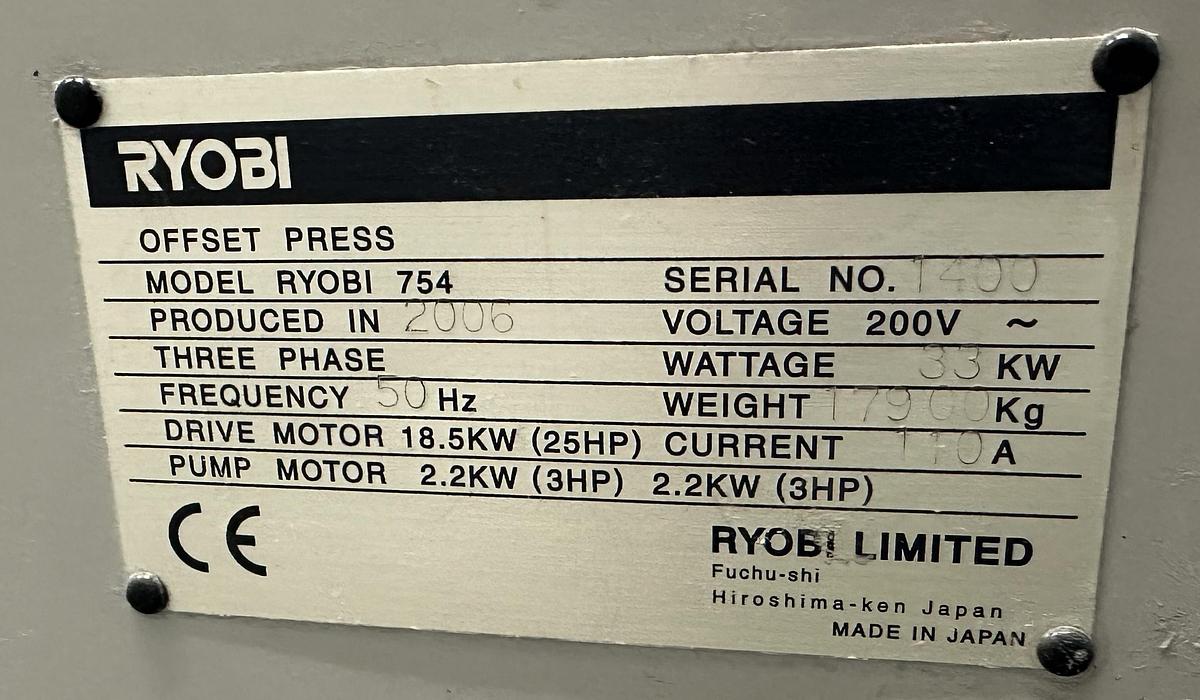 RYOBI
OFFSET PRESS
MODEL RYOBI 754 SERIAL NO. 1400
PRODUCED IN 2006 VOLTAGE 200V ~
THREE PHASE WATTAGE 33 KW
FREQUENCY 50 Hz WEIGHT 17900 Kg
DRIVE MOTOR 18.5KW (25HP) CURRENT 110 A
PUMP MOTOR 2.2KW (3HP) 2.2KW (3HP)
CE
RYOBI LIMITED
Fuchu-shi
Hiroshima-ken Japan
MADE IN JAPAN